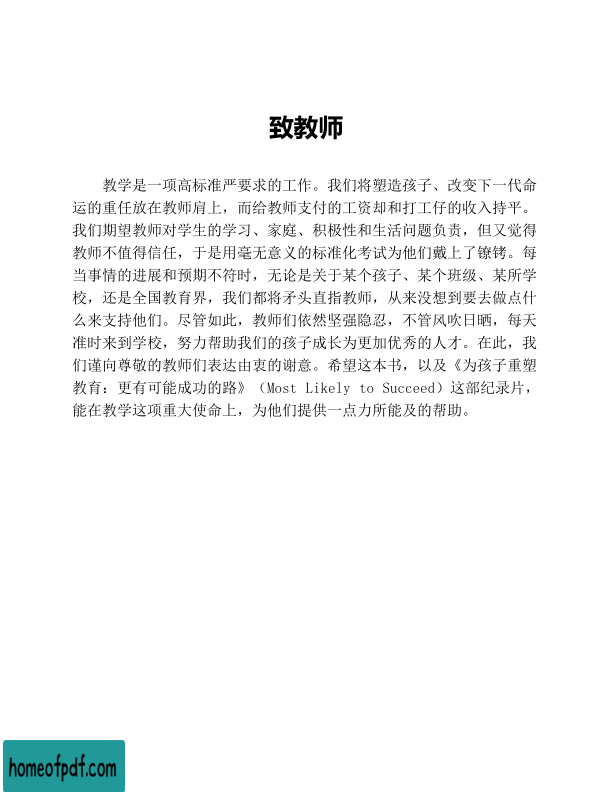 致教师
教学是一项高标准严要求的工作。我们将塑造孩子、改变下一代命
运的重任放在教师肩上，而给教师支付的工资却和打工仔的收入持平。
我们期望教师对学生的学习、家庭、积极性和生活问题负责，但又觉得
教师不值得信任，于是用毫无意义的标准化考试为他们戴上了镣铐。每
当事情的进展和预期不符时，无论是关于某个孩子、某个班级、某所学
校，还是全国教育界，我们都将矛头直指教师，从来没想到要去做点什
么来支持他们。尽管如此，教师们依然坚强隐忍，不管风吹日晒，每天
准时来到学校，努力帮助我们的孩子成长为更加优秀的人才。在此，我
们谨向尊敬的教师们表达由衷的谢意。希望这本书，以及《为孩子重塑
教育：更有可能成功的路》（Most Likely to Succeed）这部纪录片，
能在教学这项重大使命上，为他们提供一点力所能及的帮助。
homeofpdf.com